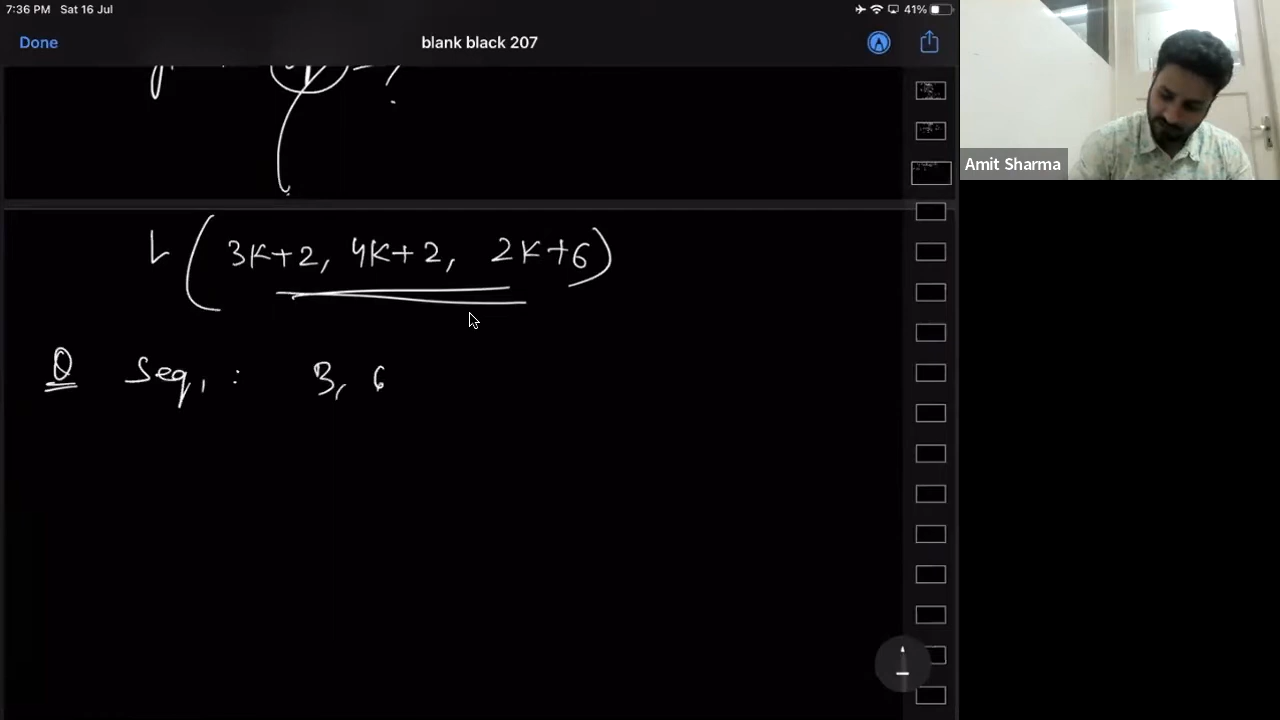 7:36 PM Sat 16 Jul
41%
Done
blank black 207
Amit Sharma
= ?
L ( 3K+2, 4K+2, 2K+6)
Q Seq, : 3, 6